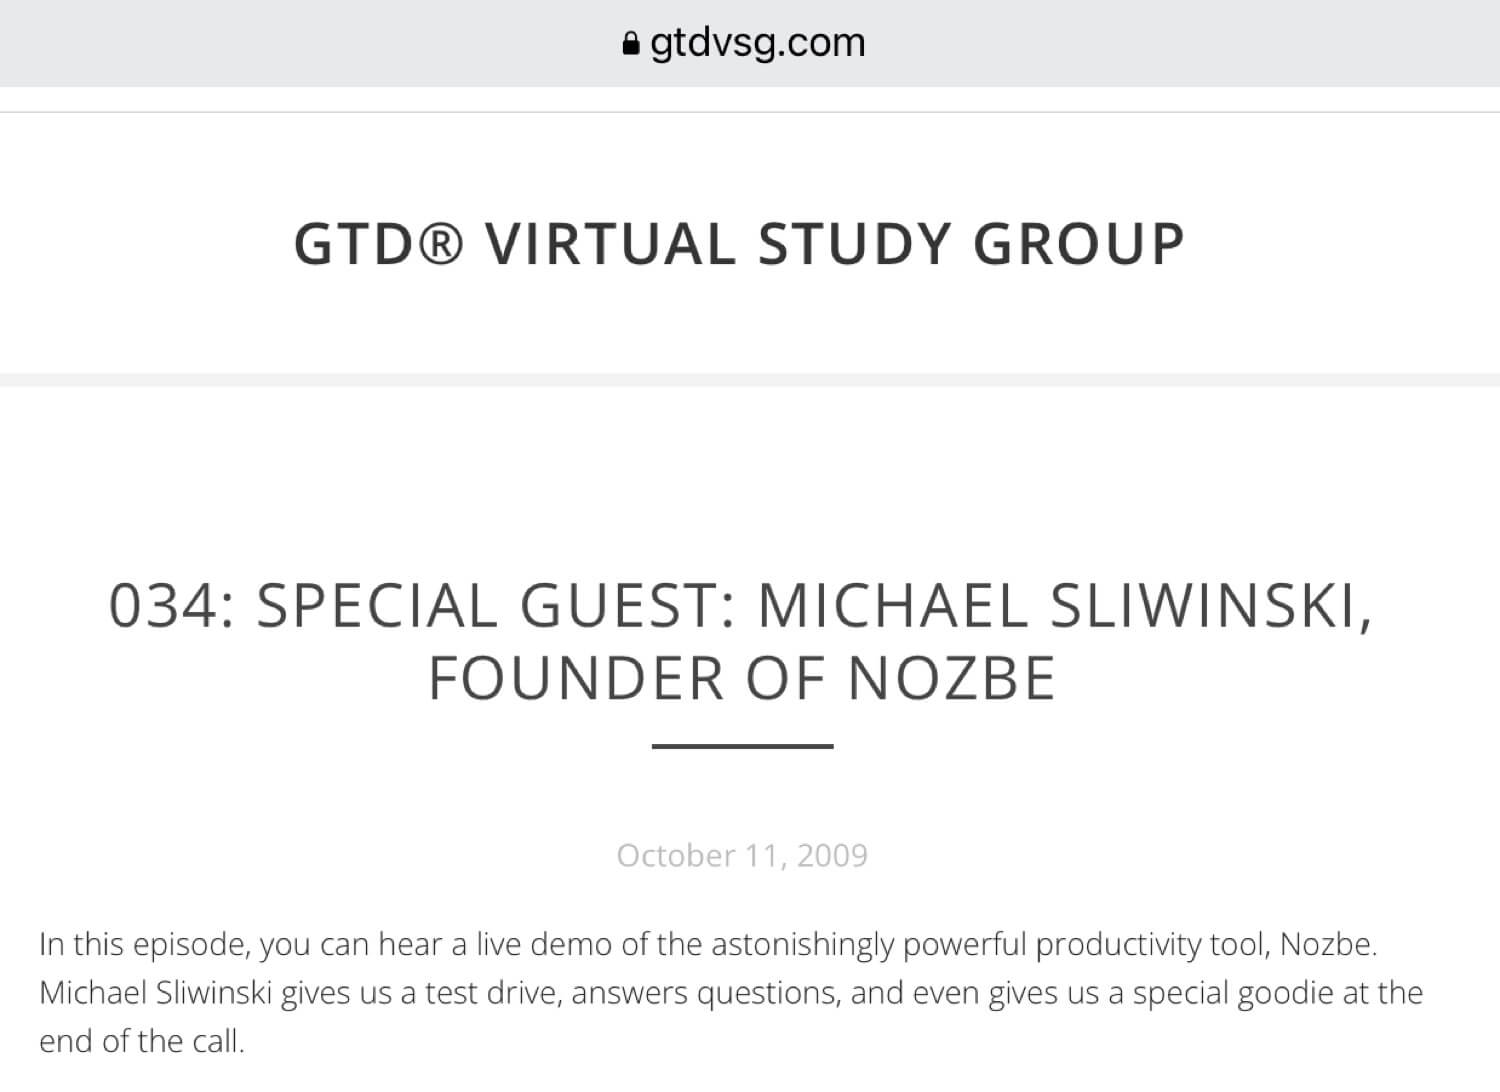 gtdvsg.com
GTD® VIRTUAL STUDY GROUP
034: SPECIAL GUEST: MICHAEL SLIWINSKI,
FOUNDER OF NOZBE
October 11, 2009
In this episode, you can hear a live demo of the astonishingly powerful productivity tool, Nozbe.
Michael Sliwinski gives us a test drive, answers questions, and even gives us a special goodie at the
end of the call.